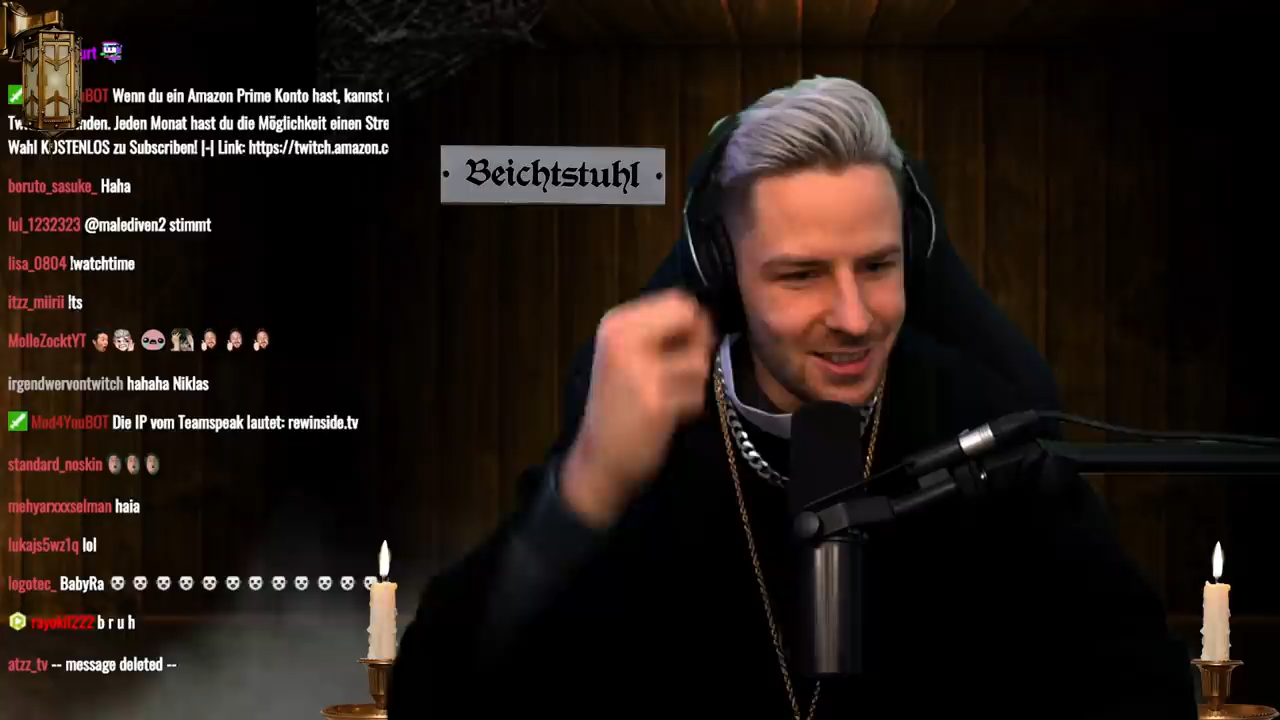 urt
BOT Wenn du ein Amazon Prime Konto hast, kannst
Jeden Monat hast du die Möglichkeit einen Stre
Wahl KOSTENLOS zu Subscriben! |-| Link: https://twitch.amazon.c
Beichtstuhl
boruto_sasuke_ Haha
lul_1232323 @malediven2 stimmt
lisa_0804 !watchtime
itzz_miirii !ts
MolleZocktYT
irgendwervontwitch hahaha Niklas
Mod4YouBOT Die IP vom Teamspeak lautet: rewinside.tv
standard_noskin
mehyarxxxselman haia
lukajs5wz1q lol
logotec_ BabyRa
b r u h
atzz_tv -- message deleted --